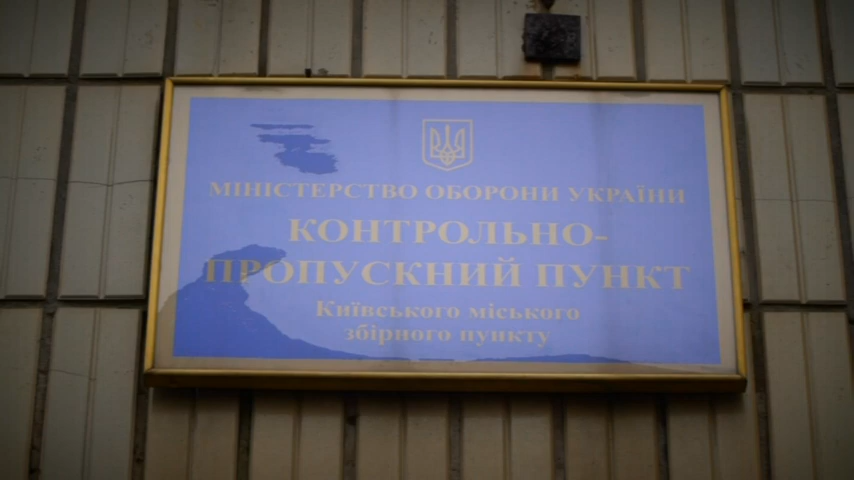 МІНІСТЕРСТВО ОБОРОНИ УКРАЇНИ
КОНТРОЛЬНО-
ПРОПУСКНИЙ ПУНКТ
Київського міського
збірного пункту